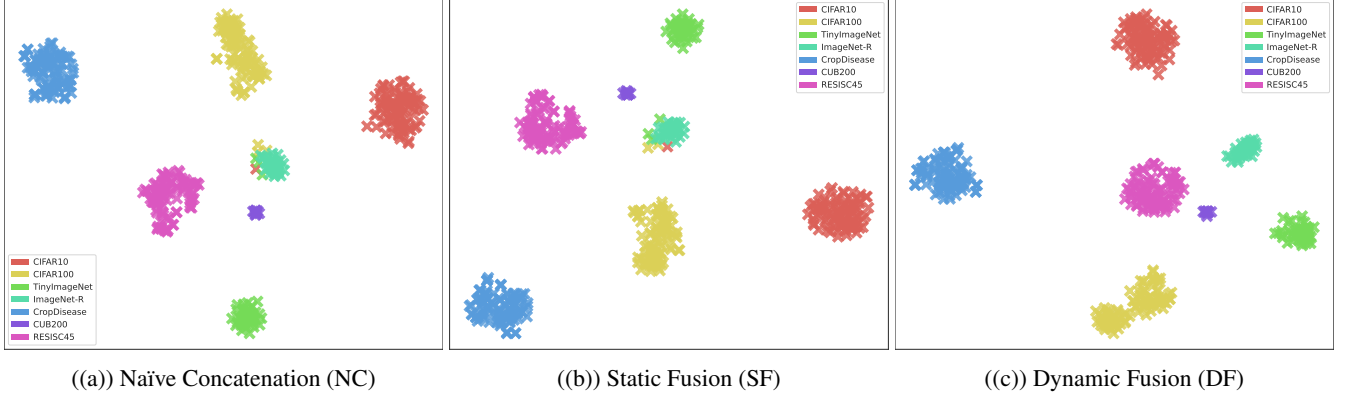 CIFAR10
CIFAR100
TinyImageNet
ImageNet-R
CropDisease
CUB200
RESISC45
((a)) Naïve Concatenation (NC)
CIFAR10
CIFAR100
TinyImageNet
ImageNet-R
CropDisease
CUB200
RESISC45
((b)) Static Fusion (SF)
CIFAR10
CIFAR100
TinyImageNet
ImageNet-R
CropDisease
CUB200
RESISC45
((c)) Dynamic Fusion (DF)